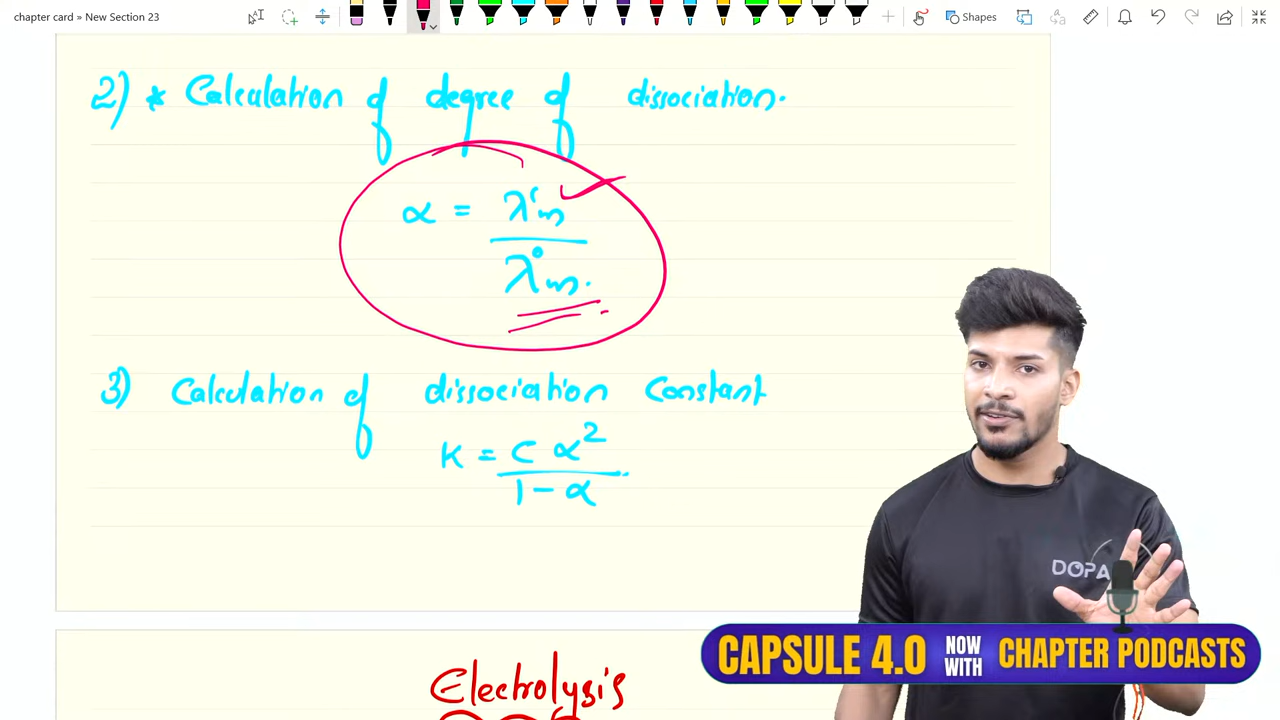 chapter card » New Section 23
Shapes
2) * Calculation of degree of dissociation.
α = λᶜm / λ°m.
3) Calculation of dissociation Constant
K = C α² / 1 - α
DOPA
CAPSULE 4.0 NOW WITH CHAPTER PODCASTS
Electrolysis